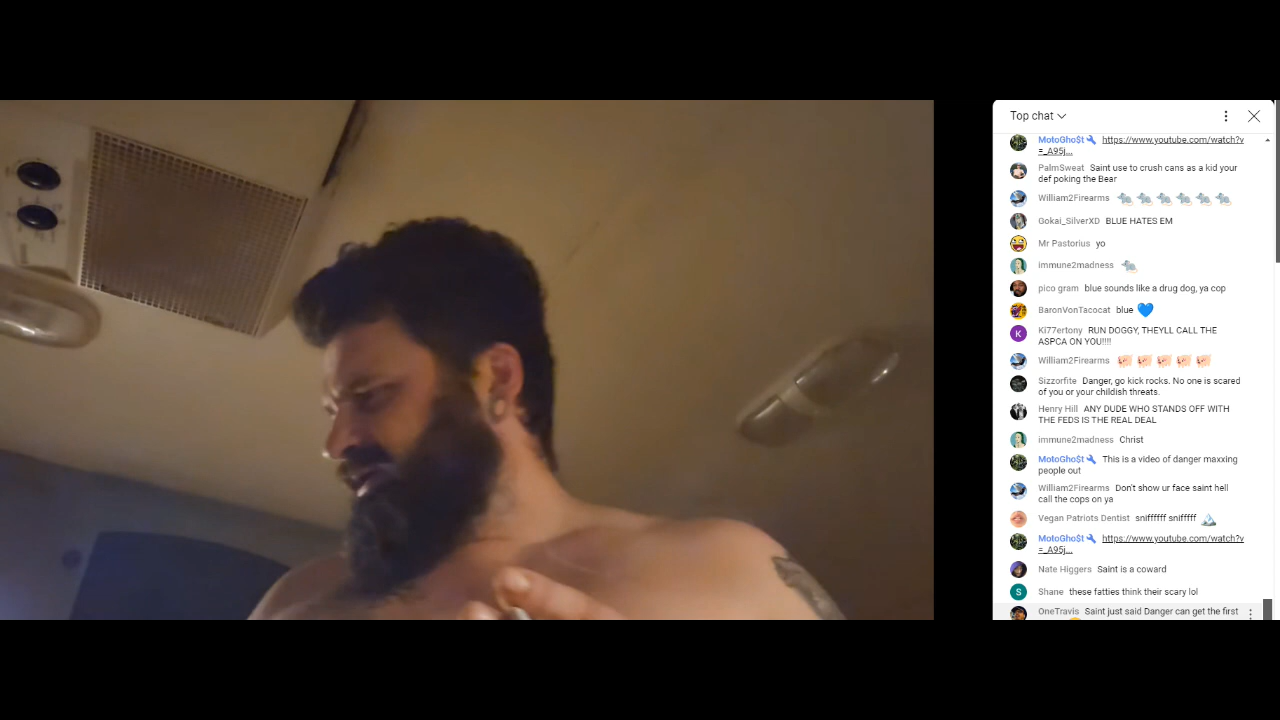 Top chat
MotoGho$t https://www.youtube.com/watch?v
=_A95j...
PalmSweat Saint use to crush cans as a kid your
def poking the Bear
William2Firearms 🐀 🐀 🐀 🐀 🐀 🐀
Gokai_SilverXD BLUE HATES EM
Mr Pastorius yo
immune2madness 🐀
pico gram blue sounds like a drug dog, ya cop
BaronVonTacocat blue 💙
K
Ki77ertony RUN DOGGY, THEYLL CALL THE
ASPCA ON YOU!!!!
William2Firearms 🐖 🐖 🐖 🐖 🐖
Sizzorfite Danger, go kick rocks. No one is scared
of you or your childish threats.
Henry Hill ANY DUDE WHO STANDS OFF WITH
THE FEDS IS THE REAL DEAL
immune2madness Christ
MotoGho$t This is a video of danger maxxing
people out
William2Firearms Don't show ur face saint hell
call the cops on ya
Vegan Patriots Dentist sniffffff snifffff 🏔️
MotoGho$t https://www.youtube.com/watch?v
=_A95j...
Nate Higgers Saint is a coward
S
Shane these fatties think their scary lol
OneTravis Saint just said Danger can get the first